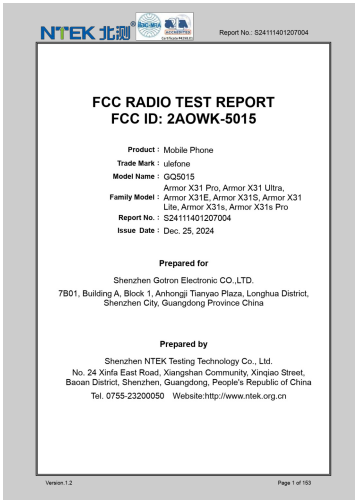 NTEK 北测
ilac-MRA
ACCREDITED
Report No.: S24111401207004
FCC RADIO TEST REPORT
FCC ID: 2AOWK-5015
Product : Mobile Phone
Trade Mark : ulefone
Model Name : GQ5015
Family Model : Armor X31 Pro, Armor X31 Ultra,
Armor X31E, Armor X31S, Armor X31
Lite, Armor X31s, Armor X31s Pro
Report No. : S24111401207004
Issue Date : Dec. 25, 2024
Prepared for
Shenzhen Gotron Electronic CO.,LTD.
7B01, Building A, Block 1, Anhongji Tianyao Plaza, Longhua District,
Shenzhen City, Guangdong Province China
Prepared by
Shenzhen NTEK Testing Technology Co., Ltd.
No. 24 Xinfa East Road, Xiangshan Community, Xinqiao Street,
Baoan District, Shenzhen, Guangdong, People's Republic of China
Tel. 0755-23200050 Website:http://www.ntek.org.cn
Version.1.2
Page 1 of 153